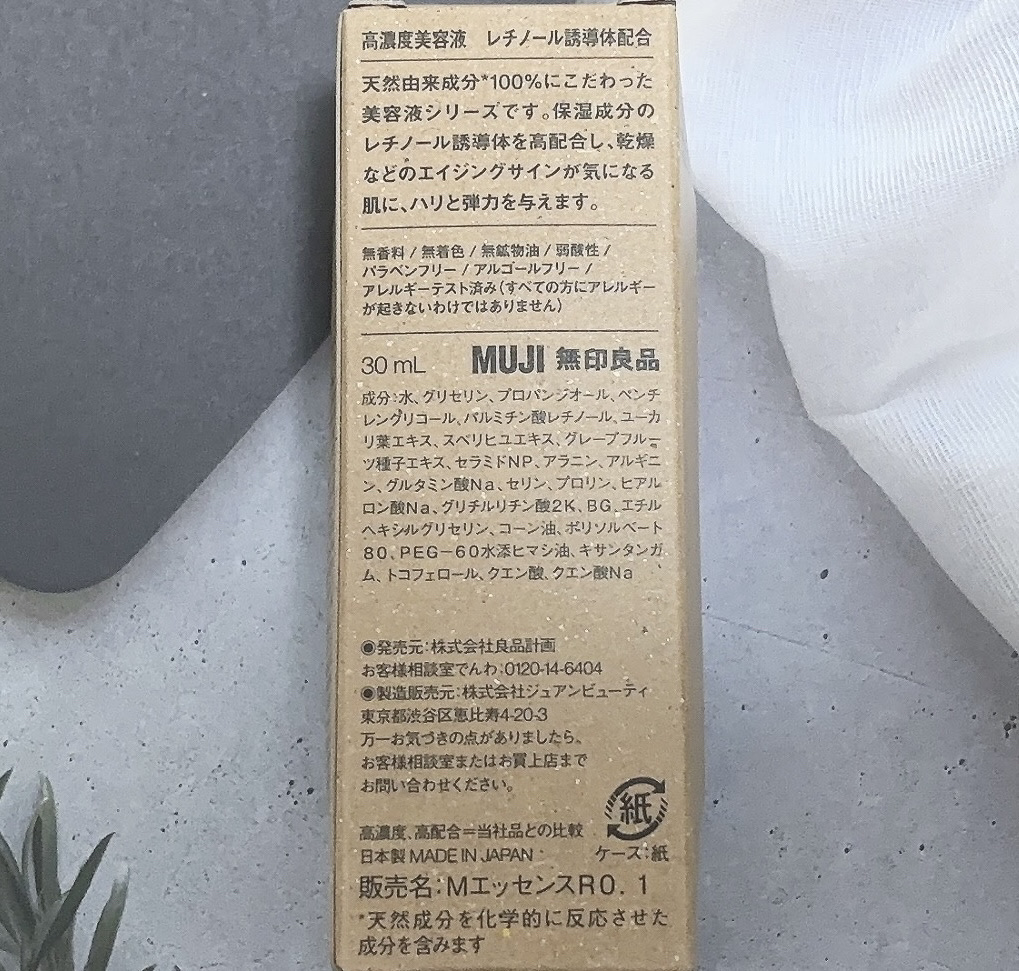 高濃度美容液 レチノール誘導体配合
天然由来成分*100%にこだわった
美容液シリーズです。保湿成分の
レチノール誘導体を高配合し、乾燥
などのエイジングサインが気になる
肌に、ハリと弾力を与えます。
無香料 / 無着色 / 無鉱物油 / 弱酸性 /
パラベンフリー / アルコールフリー /
アレルギーテスト済み(すべての方にアレルギー
が起きないわけではありません)
30 mL MUJI 無印良品
成分:水、グリセリン、プロパンジオール、ペンチ
レングリコール、パルミチン酸レチノール、ユーカ
リ葉エキス、スベリヒユエキス、グレープフルー
ツ種子エキス、セラミドNP、アラニン、アルギニ
ン、グルタミン酸Na、セリン、プロリン、ヒアル
ロン酸Na、グリチルリチン酸2K、BG、エチル
ヘキシルグリセリン、コーン油、ポリソルベート
80、PEG-60水添ヒマシ油、キサンタンガ
ム、トコフェロール、クエン酸、クエン酸Na
◉発売元:株式会社良品計画
お客様相談室でんわ:0120-14-6404
◉製造販売元:株式会社ジュアンビューティ
東京都渋谷区恵比寿4-20-3
万一お気づきの点がありましたら、
お客様相談室またはお買上店まで
お問い合わせください。
紙
高濃度、高配合=当社品との比較
日本製 MADE IN JAPAN ケース:紙
販売名:MエッセンスR0.1
*天然成分を化学的に反応させた
成分を含みます